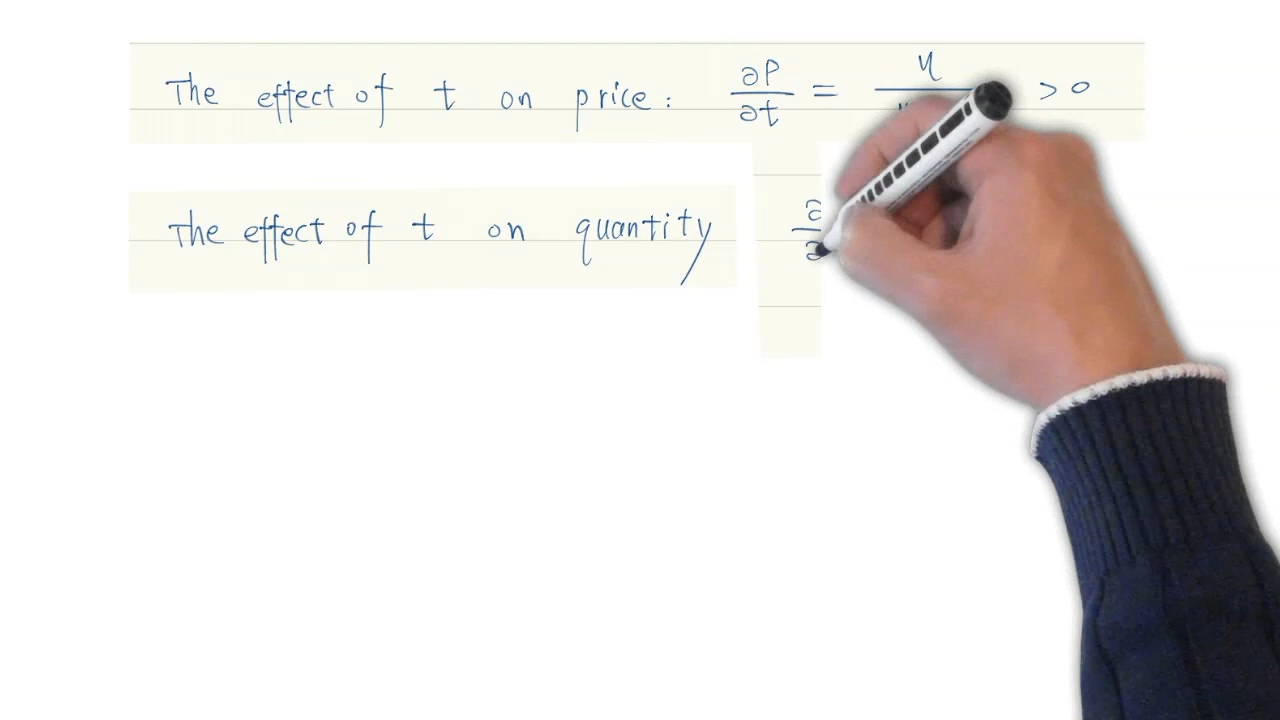 The effect of t on price : ∂P/∂t = η/ > 0
The effect of t on quantity ∂/∂